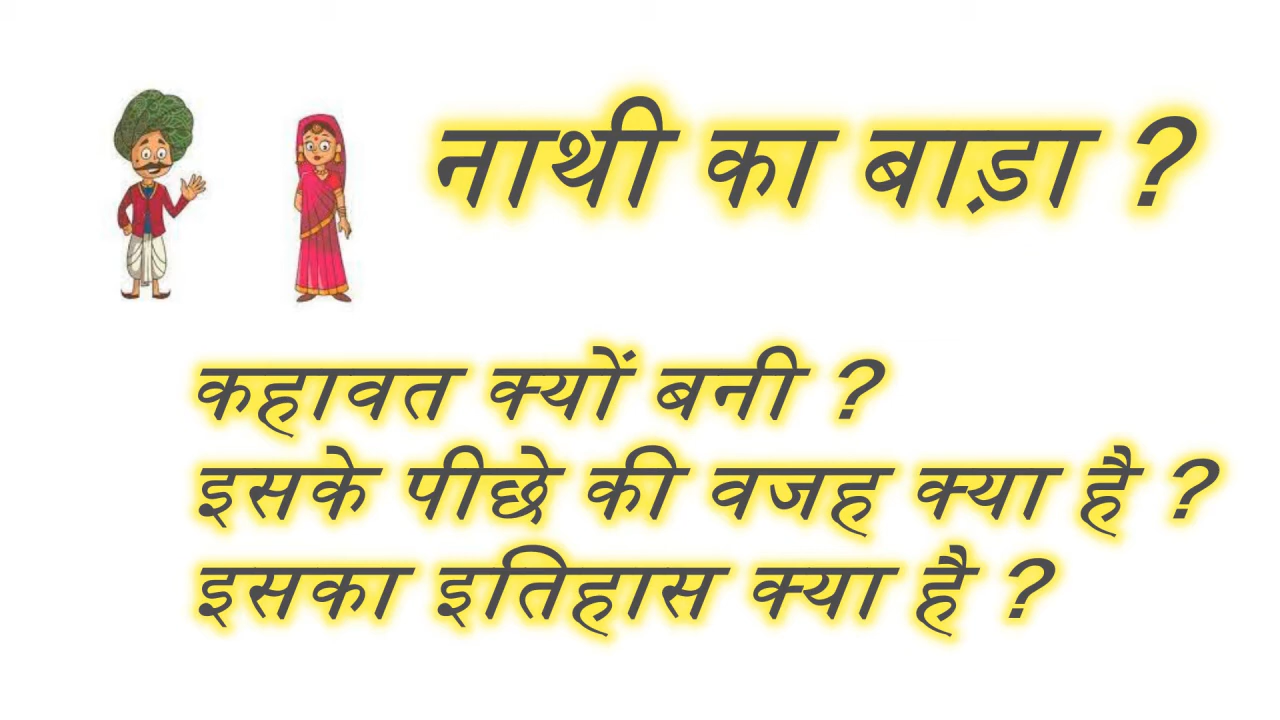 नाथी का बाड़ा ?
कहावत क्यों बनी ?
इसके पीछे की वजह क्या है ?
इसका इतिहास क्या है ?